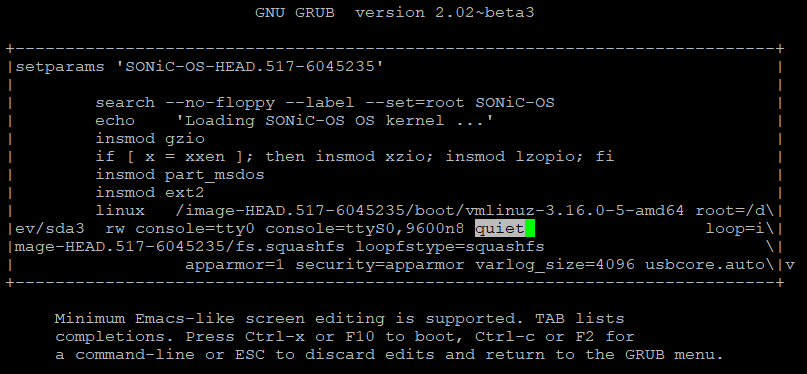 GNU GRUB  version 2.02~beta3
+----------------------------------------------------------------------------+
|setparams 'SONiC-OS-HEAD.517-6045235'                                       |
|                                                                            |
|        search --no-floppy --label --set=root SONiC-OS                      |
|        echo    'Loading SONiC-OS OS kernel ...'                            |
|        insmod gzio                                                         |
|        if [ x = xxen ]; then insmod xzio; insmod lzopio; fi                |
|        insmod part_msdos                                                   |
|        insmod ext2                                                         |
|        linux   /image-HEAD.517-6045235/boot/vmlinuz-3.16.0-5-amd64 root=/d\|
|ev/sda3  rw console=tty0 console=ttyS0,9600n8 quiet                  loop=i\|
|mage-HEAD.517-6045235/fs.squashfs loopfstype=squashfs                      \|
|                 apparmor=1 security=apparmor varlog_size=4096 usbcore.auto\|v
+----------------------------------------------------------------------------+
Minimum Emacs-like screen editing is supported. TAB lists
completions. Press Ctrl-x or F10 to boot, Ctrl-c or F2 for
a command-line or ESC to discard edits and return to the GRUB menu.